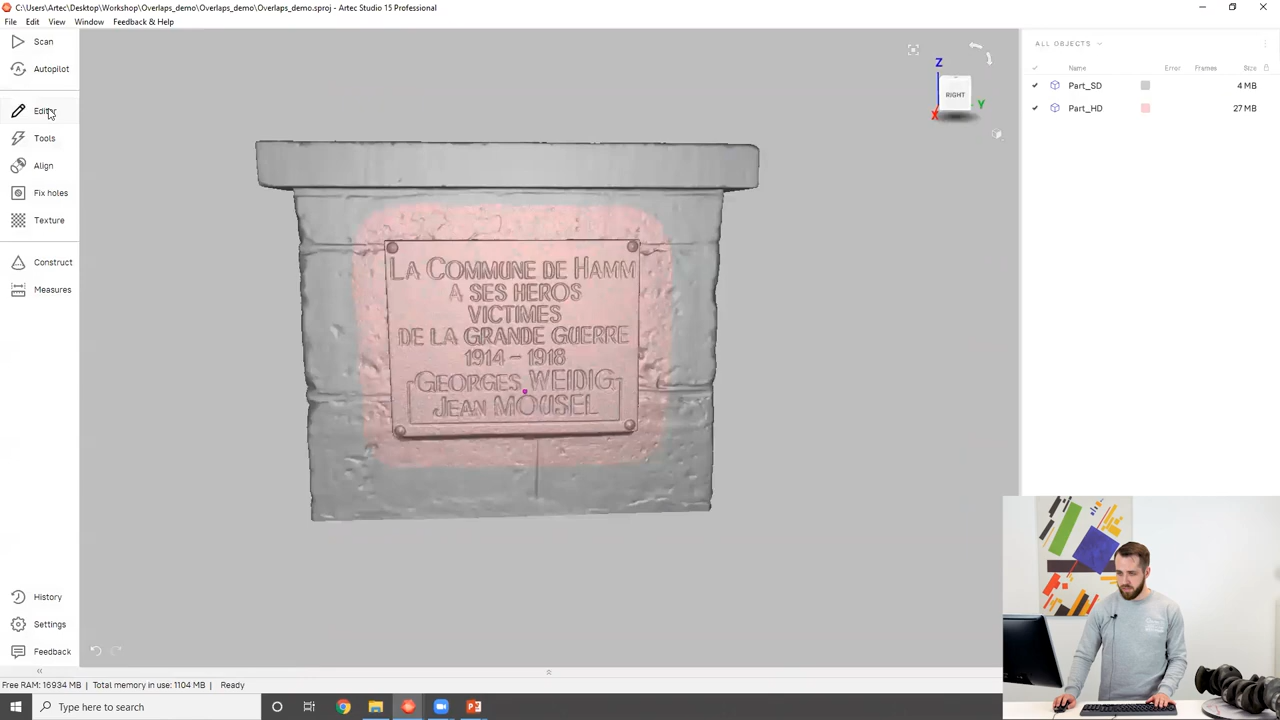 C:\Users\Artec\Desktop\Workshop\Overlaps_demo\Overlaps_demo\Overlaps_demo.sproj - Artec Studio 15 Professional
File Edit View Window Feedback & Help
Scan
Autopilot
Editor
Tools
Align
Fix holes
Texture
Construct
Measures
History
Settings
Feedback
Z
RIGHT
Y
X
LA COMMUNE DE HAMM
A SES HEROS
VICTIMES
DE LA GRANDE GUERRE
1914 – 1918
GEORGES WEIDIG
JEAN MOUSEL
ALL OBJECTS
Name Error Frames Size
Part_SD 4 MB
Part_HD 27 MB
Free RAM: 16934 MB Total memory in use: 1104 MB Ready
Type here to search